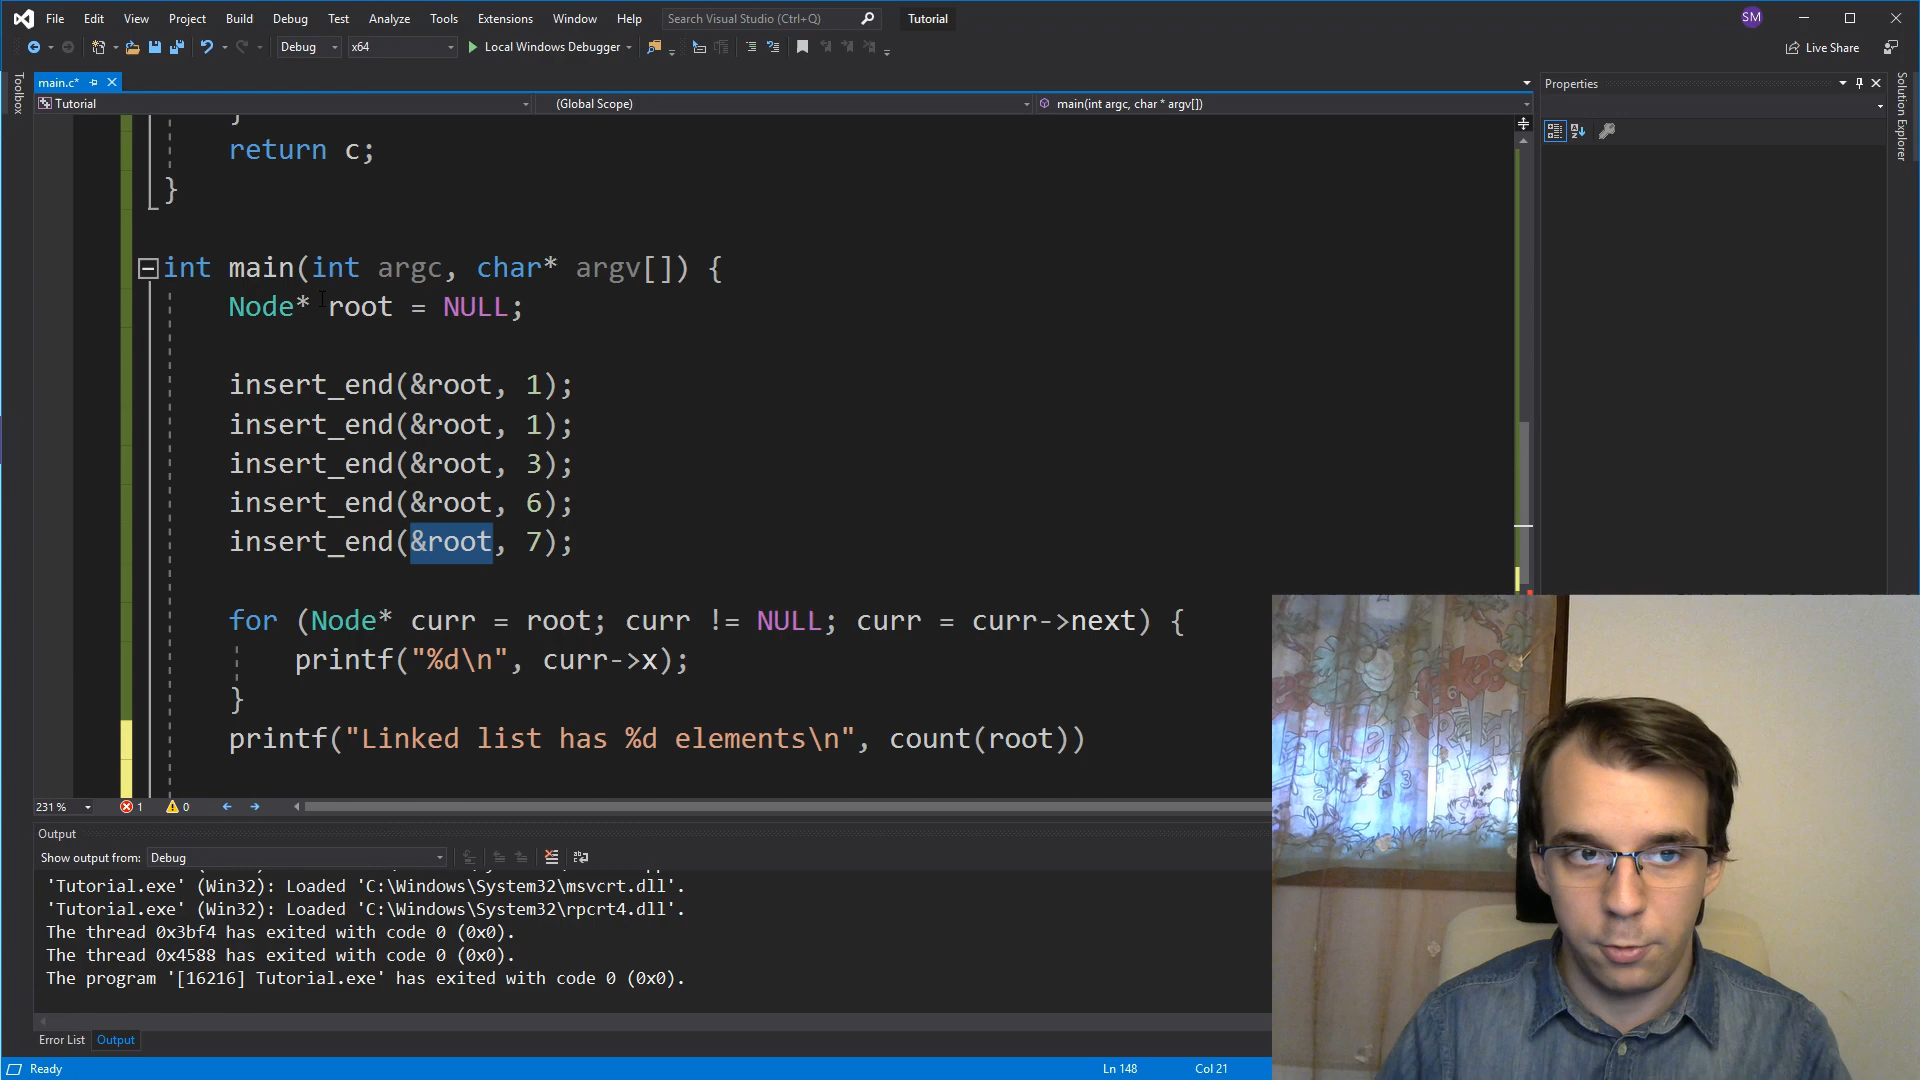 File Edit View Project Build Debug Test Analyze Tools Extensions Window Help Search Visual Studio (Ctrl+Q) Tutorial SM
Debug x64 Local Windows Debugger Live Share
Toolbox
main.c*
Properties
Solution Explorer
Tutorial (Global Scope) main(int argc, char * argv[])
}
return c;
}
int main(int argc, char* argv[]) {
Node* root = NULL;
insert_end(&root, 1);
insert_end(&root, 1);
insert_end(&root, 3);
insert_end(&root, 6);
insert_end(&root, 7);
for (Node* curr = root; curr != NULL; curr = curr->next) {
printf("%d\n", curr->x);
}
printf("Linked list has %d elements\n", count(root))
231 % 1 0
Output
Show output from: Debug
'Tutorial.exe' (Win32): Loaded 'C:\Windows\System32\msvcrt.dll'.
'Tutorial.exe' (Win32): Loaded 'C:\Windows\System32\rpcrt4.dll'.
The thread 0x3bf4 has exited with code 0 (0x0).
The thread 0x4588 has exited with code 0 (0x0).
The program '[16216] Tutorial.exe' has exited with code 0 (0x0).
Error List Output
Ready Ln 148 Col 21